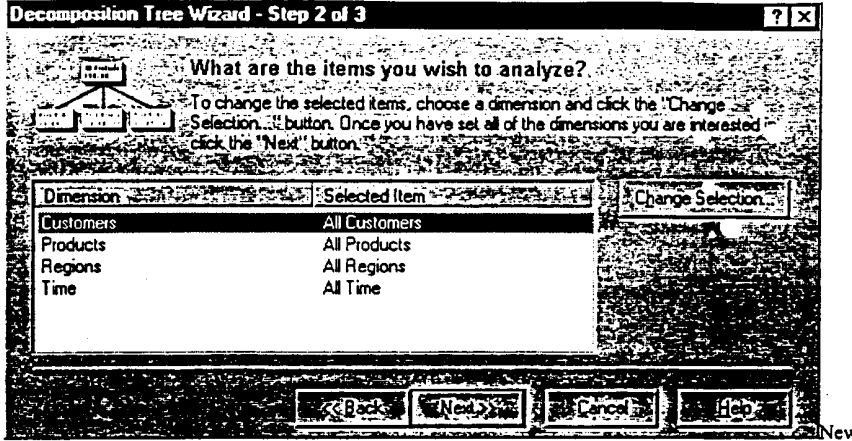 Decomposition Tree Wizard - Step 2 of 3
What are the items you wish to analyze?
To change the selected items, choose a dimension and click the "Change
Selection..." button. Once you have set all of the dimensions you are interested
click the "Next" button.
Dimension Selected Item
Change Selection...
Customers All Customers
Products All Products
Regions All Regions
Time All Time
<< Back Next >> Cancel Help